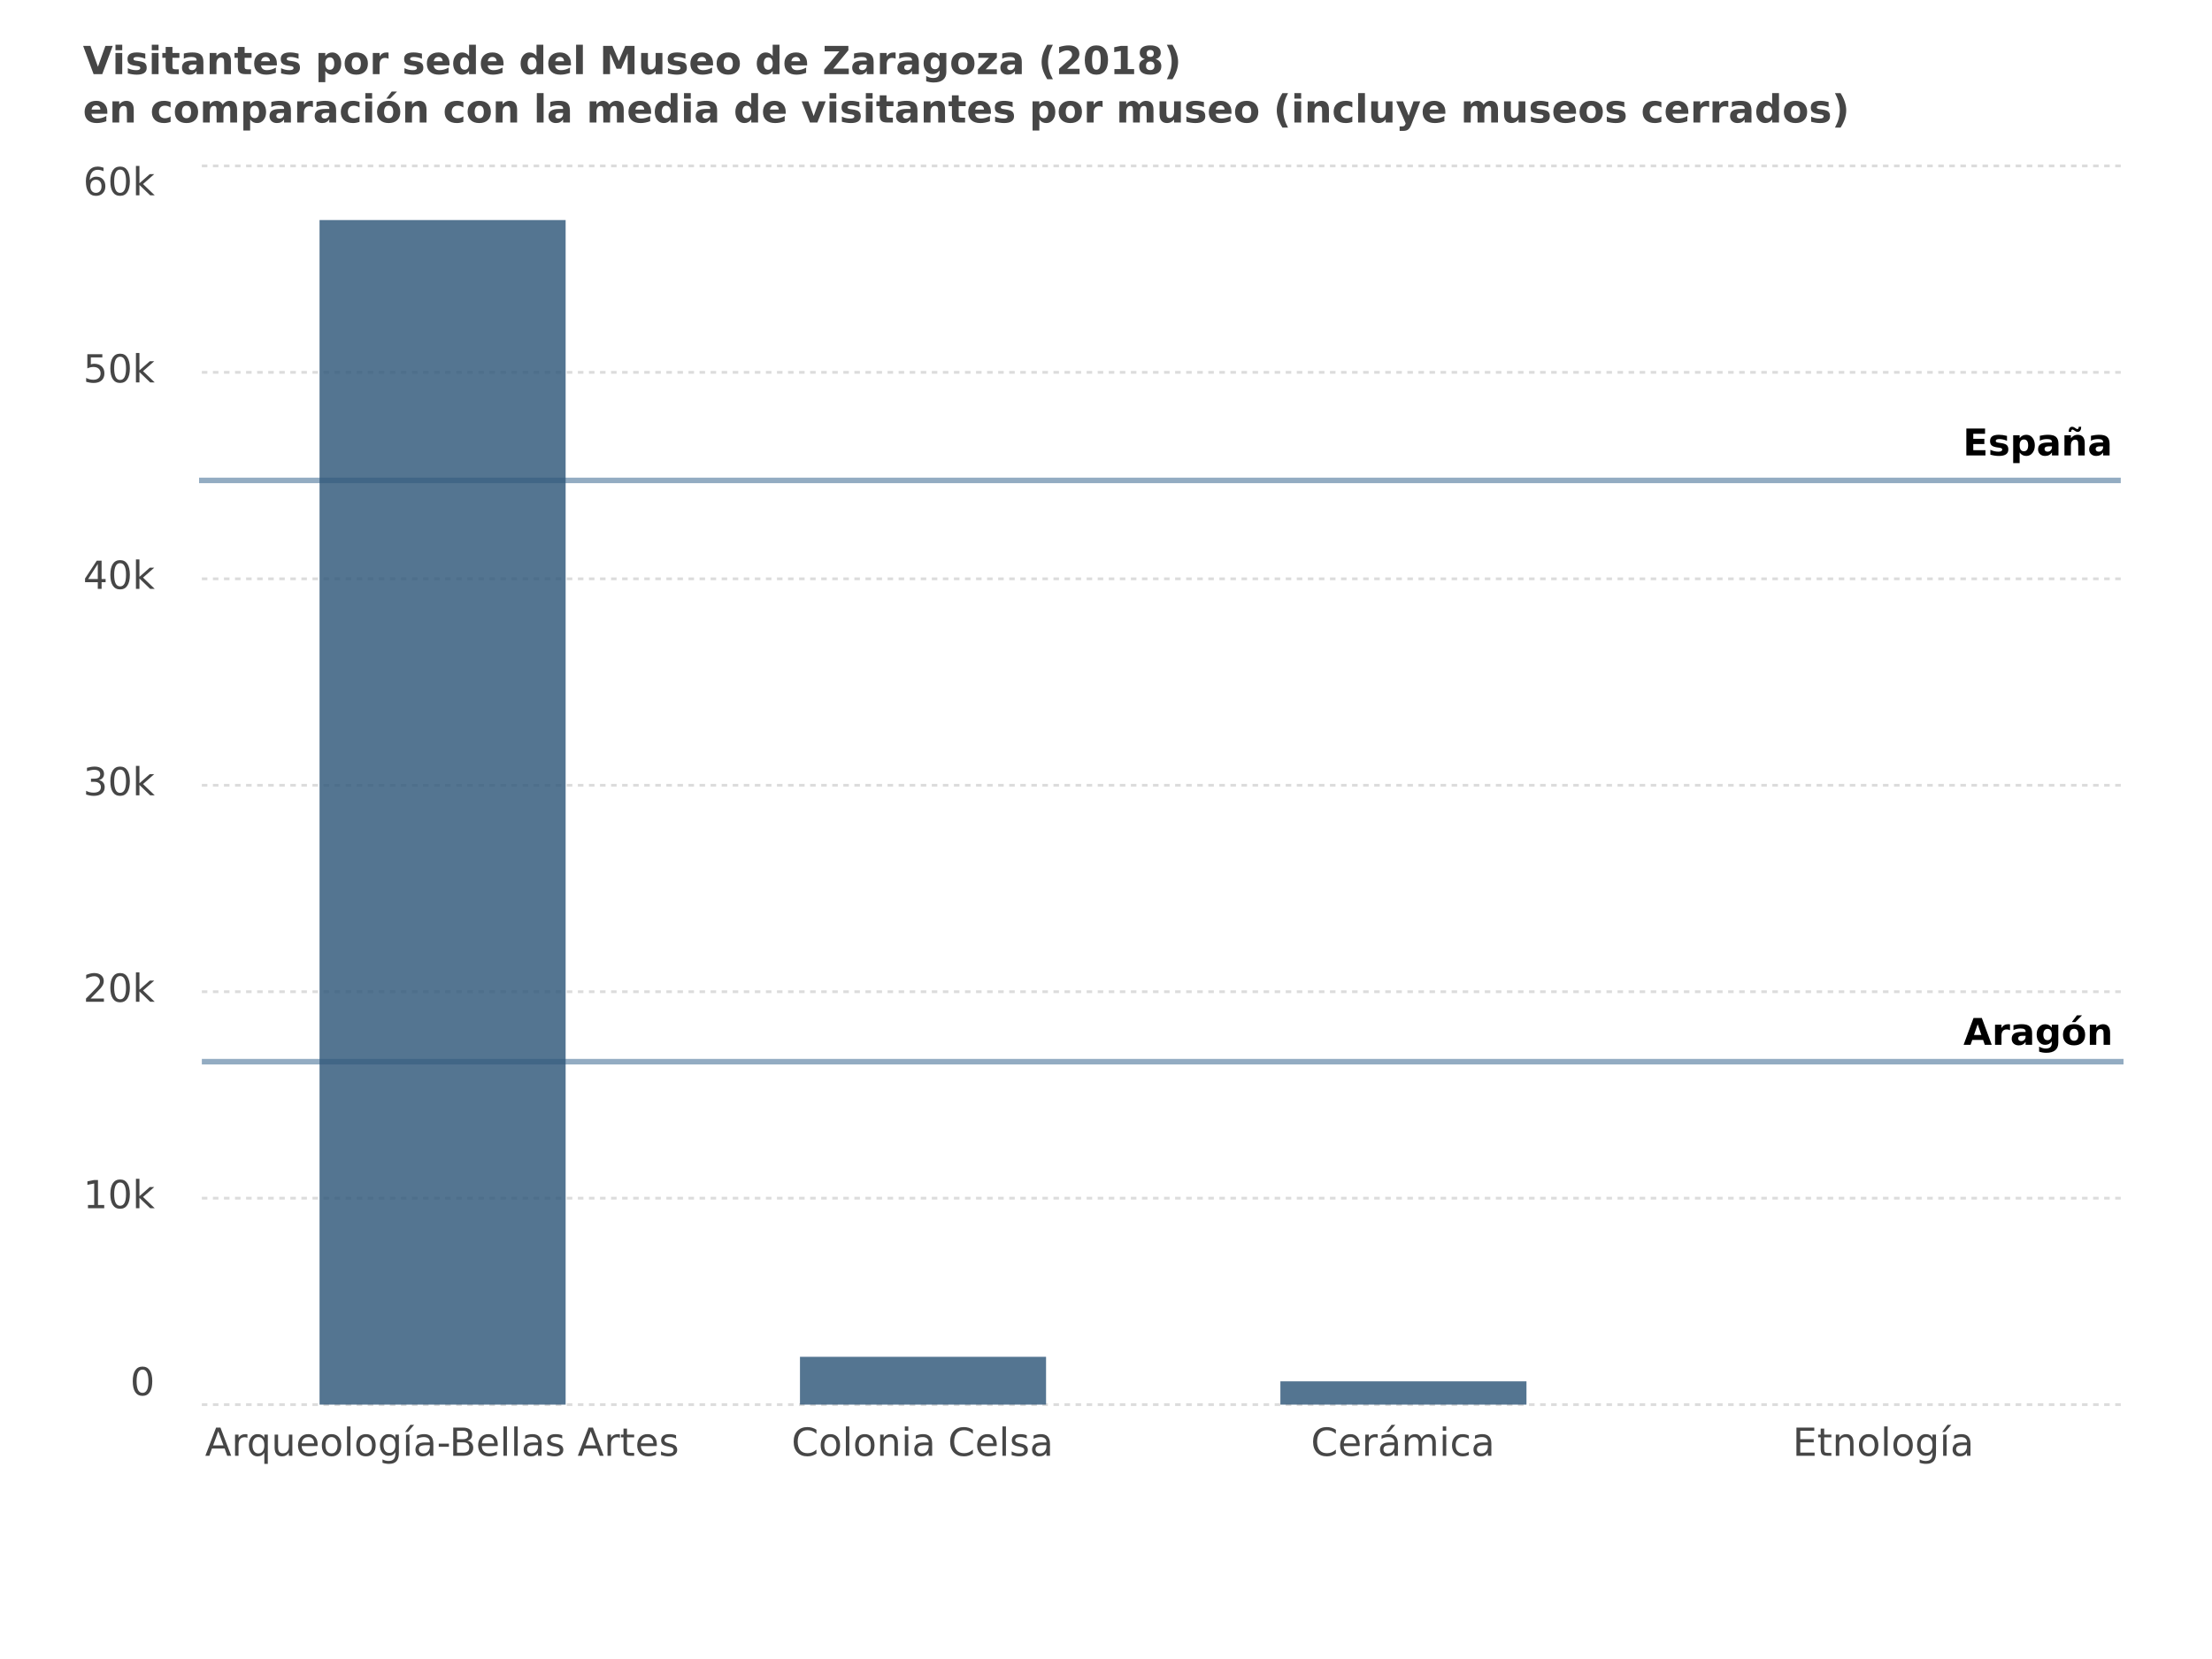 Visitantes por sede del Museo de Zaragoza (2018)
en comparación con la media de visitantes por museo (incluye museos cerrados)
60k
50k
España
40k
30k
20k
Aragón
10k
0
Arqueología-Bellas Artes
Colonia Celsa
Cerámica
Etnología